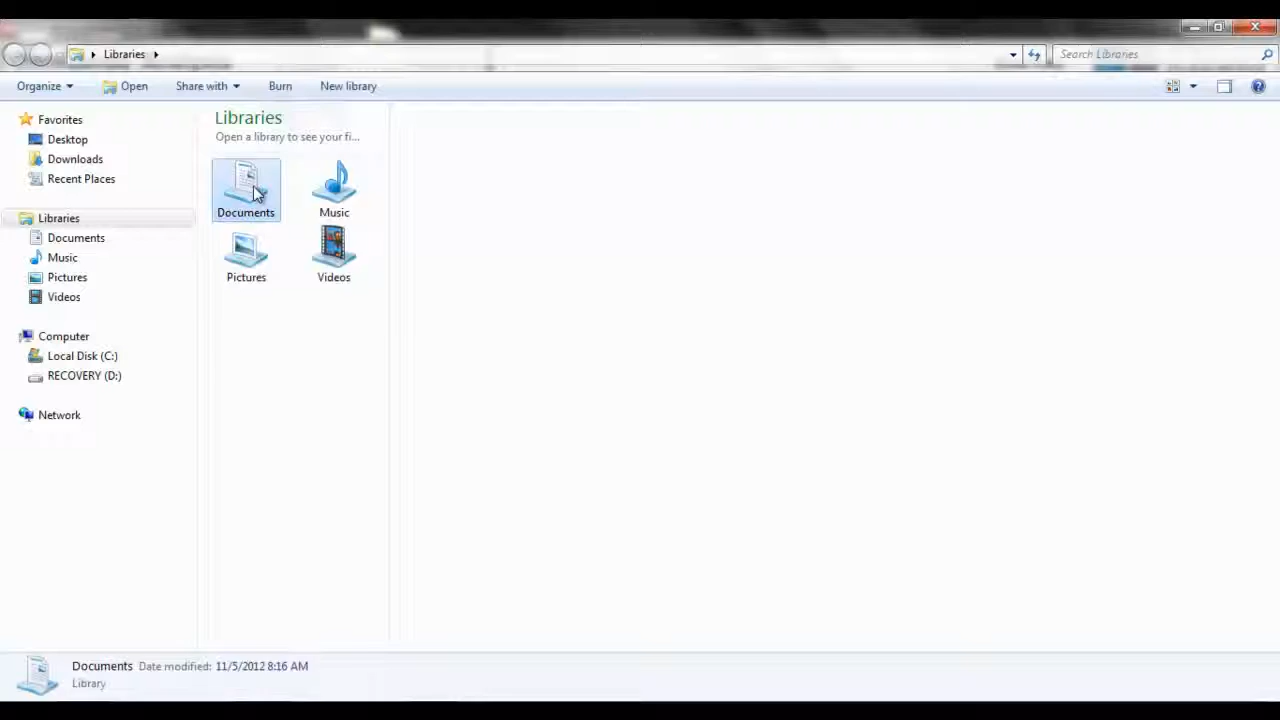 Libraries
Search Libraries
Organize Open Share with Burn New library
Favorites
Desktop
Downloads
Recent Places
Libraries
Documents
Music
Pictures
Videos
Computer
Local Disk (C:)
RECOVERY (D:)
Network
Libraries
Open a library to see your fi...
Documents Music
Pictures Videos
Documents Date modified: 11/5/2012 8:16 AM
Library